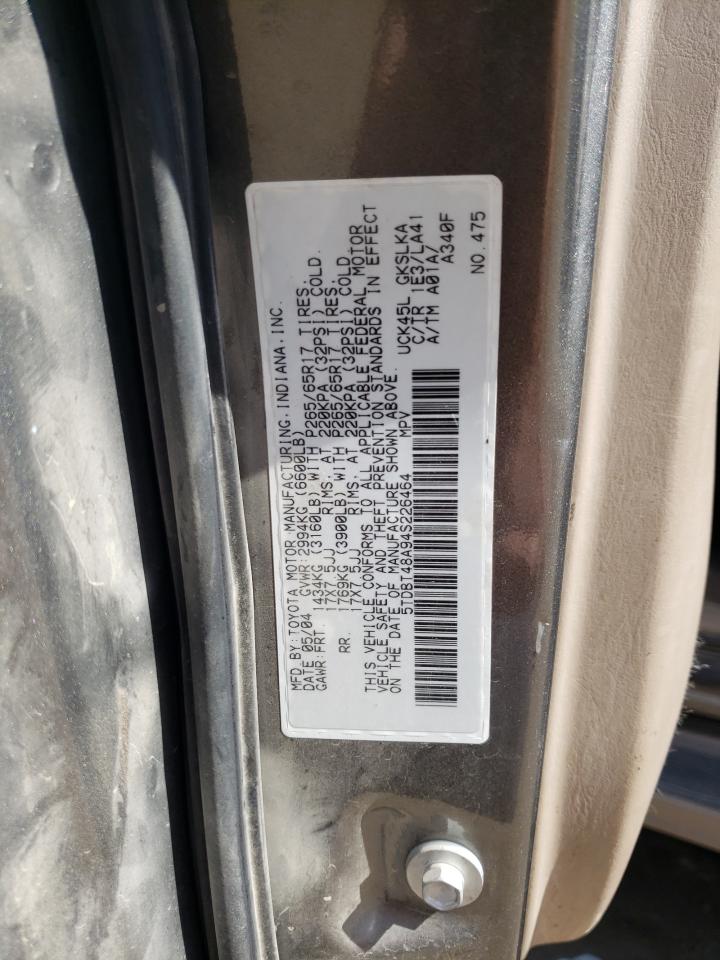 MFD.BY:TOYOTA MOTOR MANUFACTURING.INDIANA.INC.
DATE 05/04 GVWR:2994KG (6600LB)
GAWR:FRT. 1434KG (3160LB) WITH P265/65R17 TIRES.
17X7.5JJ RIMS. AT 220KPA (32PSI) COLD.
RR. 1769KG (3900LB) WITH P265/65R17 TIRES.
17X7.5JJ RIMS. AT 220KPA (32PSI) COLD
THIS VEHICLE CONFORMS TO ALL APPLICABLE FEDERAL MOTOR
VEHICLE SAFETY AND THEFT PREVENTION STANDARDS IN EFFECT
ON THE DATE OF MANUFACTURE SHOWN ABOVE.
5TDBT48A94S226464 MPV
UCK45L GKSLKA
C/TR 1E3/LA41
A/TM A01A/
A340F
NO.475